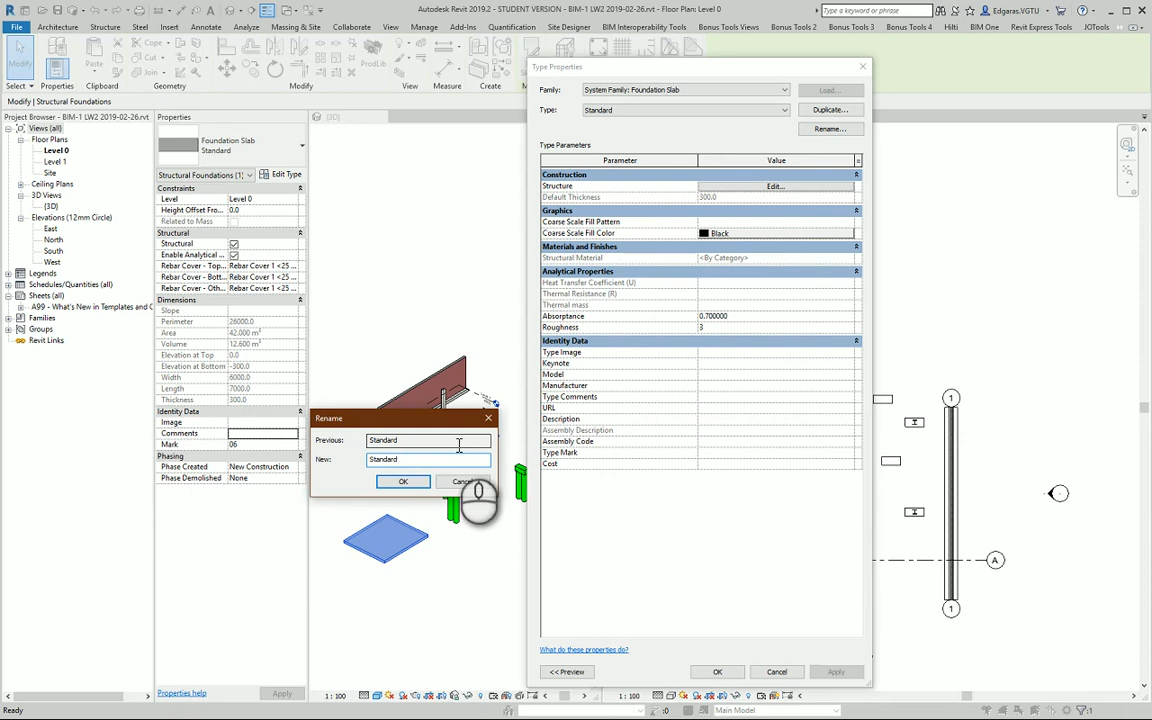 Autodesk Revit 2019.2 - STUDENT VERSION - BIM-1 LW2 2019-02-26.rvt - Floor Plan: Level 0
Type a keyword or phrase
Edgaras.VGTU
File Architecture Structure Steel Insert Annotate Analyze Massing & Site Collaborate View Manage Add-Ins Quantification Site Designer BIM Interoperability Tools Bonus Tools Views Bonus 2 Bonus Tools 3 Bonus Tools 4 Hilti BIM One Revit Express Tools JOTools
Modify
Properties
Paste
Cope
Cut
Join
ProdLib
Select Properties Clipboard Geometry Modify View Measure Create
Modify | Structural Foundations
Project Browser - BIM-1 LW2 2019-02-26.rvt
Views (all)
Floor Plans
Level 0
Level 1
Site
Ceiling Plans
3D Views
{3D}
Elevations (12mm Circle)
East
North
South
West
Legends
Schedules/Quantities (all)
Sheets (all)
A99 - What's New in Templates and C
Families
Groups
Revit Links
Properties
Foundation Slab
Standard
Structural Foundations (1)
Edit Type
Constraints
Level Level 0
Height Offset Fro... 0.0
Related to Mass
Structural
Structural
Enable Analytical ...
Rebar Cover - Top... Rebar Cover 1 <25 ...
Rebar Cover - Bott... Rebar Cover 1 <25 ...
Rebar Cover - Oth... Rebar Cover 1 <25 ...
Dimensions
Slope
Perimeter 26000.0
Area 42.000 m²
Volume 12.600 m³
Elevation at Top 0.0
Elevation at Bottom -300.0
Width 6000.0
Length 7000.0
Thickness 300.0
Identity Data
Image
Comments
Mark 06
Phasing
Phase Created New Construction
Phase Demolished None
Properties help
Apply
{3D}
Rename
Previous: Standard
New: Standard
OK
Cancel
Type Properties
Family: System Family: Foundation Slab
Load...
Type: Standard
Duplicate...
Rename...
Type Parameters
Parameter Value =
Construction
Structure Edit...
Default Thickness 300.0
Graphics
Coarse Scale Fill Pattern
Coarse Scale Fill Color Black
Materials and Finishes
Structural Material <By Category>
Analytical Properties
Heat Transfer Coefficient (U)
Thermal Resistance (R)
Thermal mass
Absorptance 0.700000
Roughness 3
Identity Data
Type Image
Keynote
Model
Manufacturer
Type Comments
URL
Description
Assembly Description
Assembly Code
Type Mark
Cost
What do these properties do?
<< Preview
OK
Cancel
Apply
1
A
1
1 : 100
1 : 100
Ready
:0
Main Model
:1